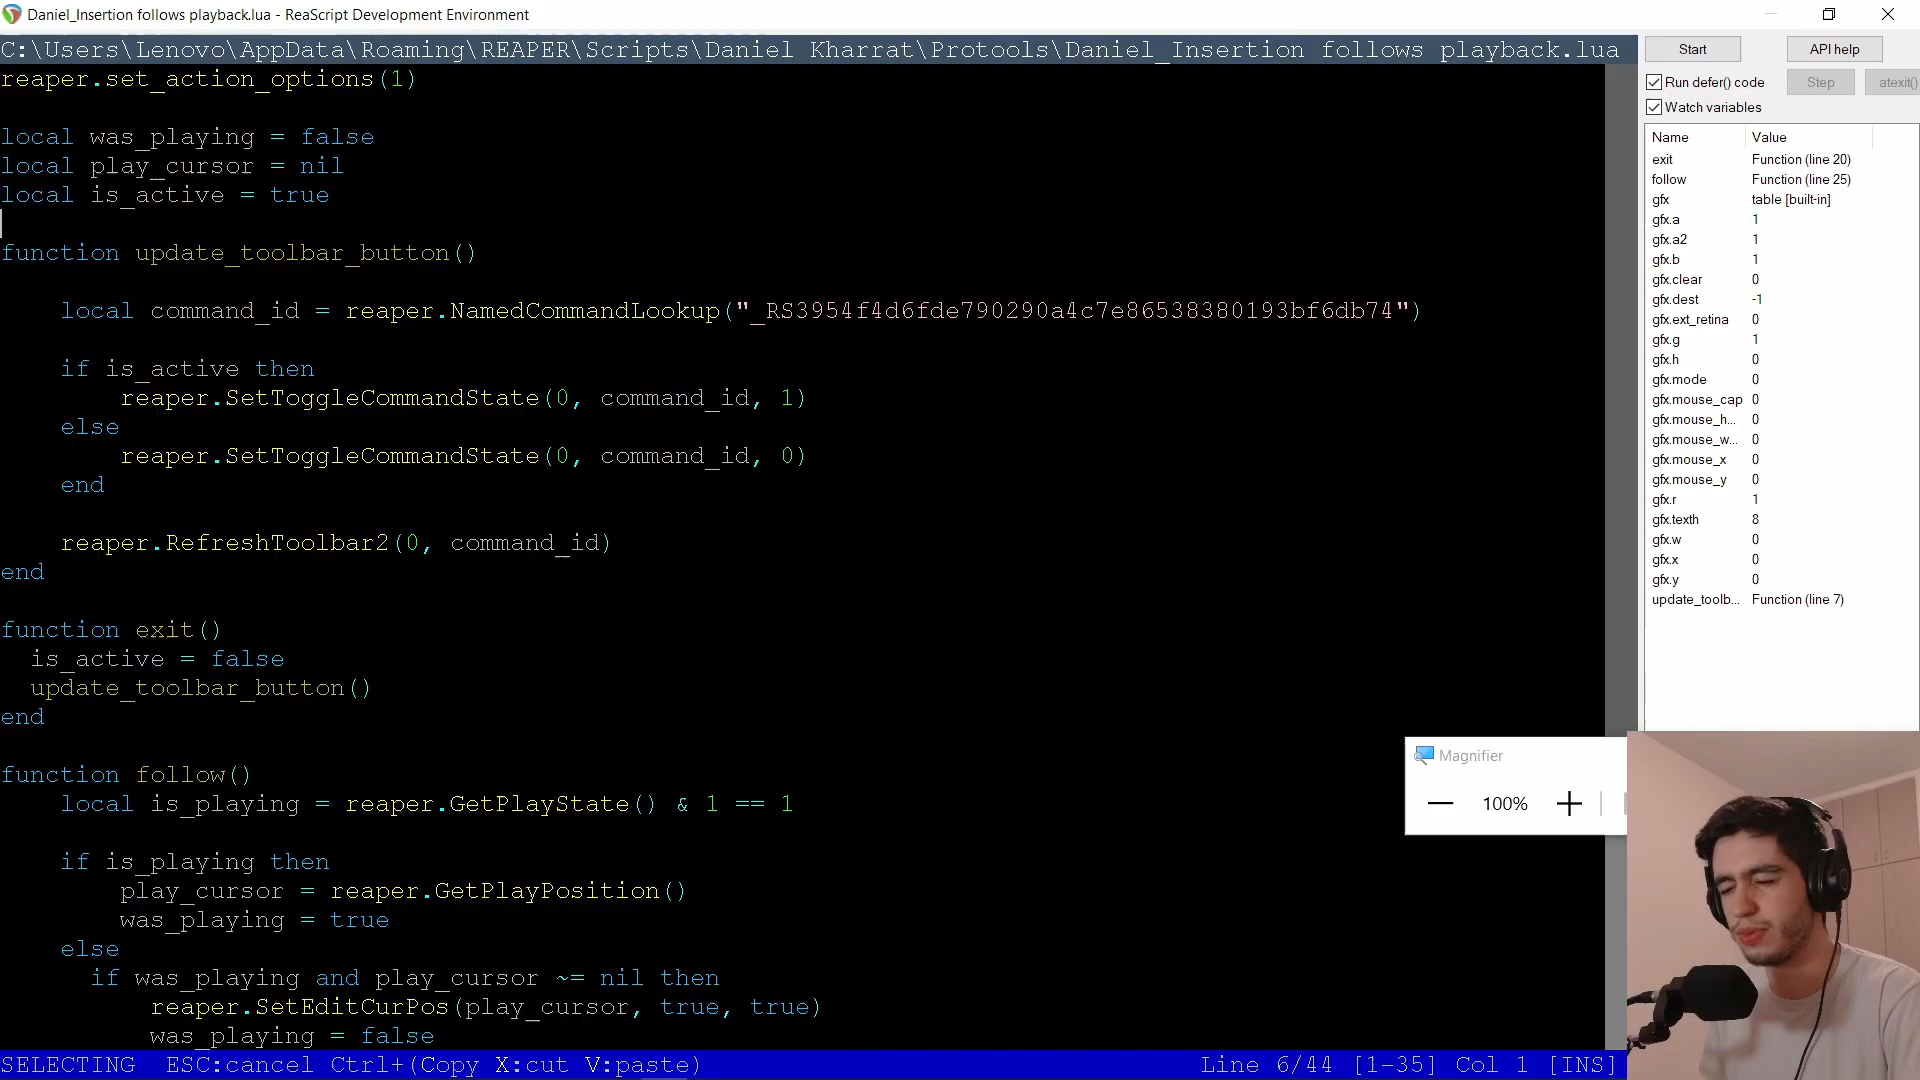 Daniel_Insertion follows playback.lua - ReaScript Development Environment
C:\Users\Lenovo\AppData\Roaming\REAPER\Scripts\Daniel Kharrat\Protools\Daniel_Insertion follows playback.lua
reaper.set_action_options(1)
local was_playing = false
local play_cursor = nil
local is_active = true
function update_toolbar_button()
local command_id = reaper.NamedCommandLookup("_RS3954f4d6fde790290a4c7e86538380193bf6db74")
if is_active then
reaper.SetToggleCommandState(0, command_id, 1)
else
reaper.SetToggleCommandState(0, command_id, 0)
end
reaper.RefreshToolbar2(0, command_id)
end
function exit()
is_active = false
update_toolbar_button()
end
function follow()
local is_playing = reaper.GetPlayState() & 1 == 1
if is_playing then
play_cursor = reaper.GetPlayPosition()
was_playing = true
else
if was_playing and play_cursor ~= nil then
reaper.SetEditCurPos(play_cursor, true, true)
was_playing = false
SELECTING ESC:cancel Ctrl+(Copy X:cut V:paste)
Line 6/44 [1-35] Col 1 [INS]
Start
API help
Run defer() code
Step
atexit()
Watch variables
Name Value
exit Function (line 20)
follow Function (line 25)
gfx table [built-in]
gfx.a 1
gfx.a2 1
gfx.b 1
gfx.clear 0
gfx.dest -1
gfx.ext_retina 0
gfx.g 1
gfx.h 0
gfx.mode 0
gfx.mouse_cap 0
gfx.mouse_h... 0
gfx.mouse_w... 0
gfx.mouse_x 0
gfx.mouse_y 0
gfx.r 1
gfx.texth 8
gfx.w 0
gfx.x 0
gfx.y 0
update_toolb... Function (line 7)
Magnifier
100%